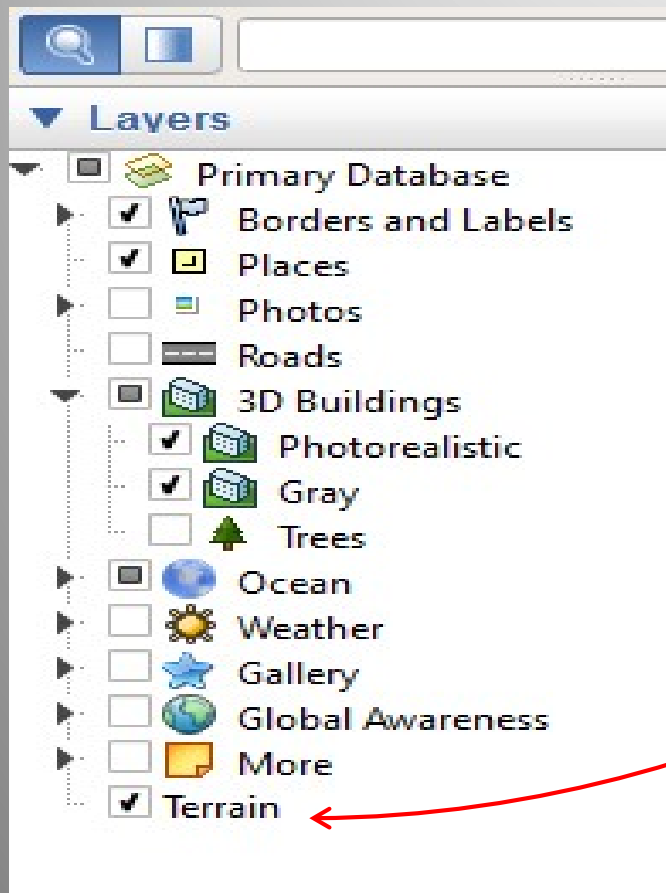 Layers
Primary Database
Borders and Labels
Places
Photos
Roads
3D Buildings
Photorealistic
Gray
Trees
Ocean
Weather
Gallery
Global Awareness
More
Terrain